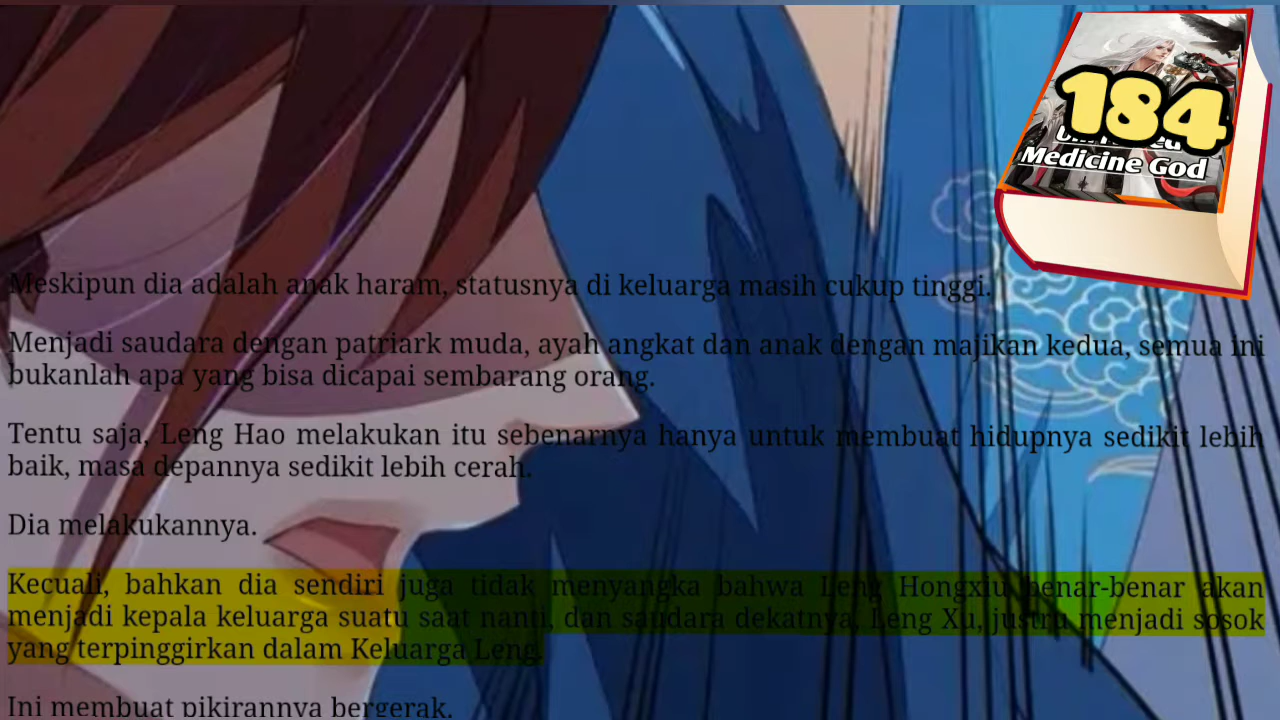 184
Medicine God
Meskipun dia adalah anak haram, statusnya di keluarga masih cukup tinggi.
Menjadi saudara dengan patriark muda, ayah angkat dan anak dengan majikan kedua, semua ini
bukanlah apa yang bisa dicapai sembarang orang.
Tentu saja, Leng Hao melakukan itu sebenarnya hanya untuk membuat hidupnya sedikit lebih
baik, masa depannya sedikit lebih cerah.
Dia melakukannya.
Kecuali, bahkan dia sendiri juga tidak menyangka bahwa Leng Hongxiu benar-benar akan
menjadi kepala keluarga suatu saat nanti, dan saudara dekatnya, Leng Xu, justru menjadi sosok
yang terpinggirkan dalam Keluarga Leng.
Ini membuat pikirannya bergerak.